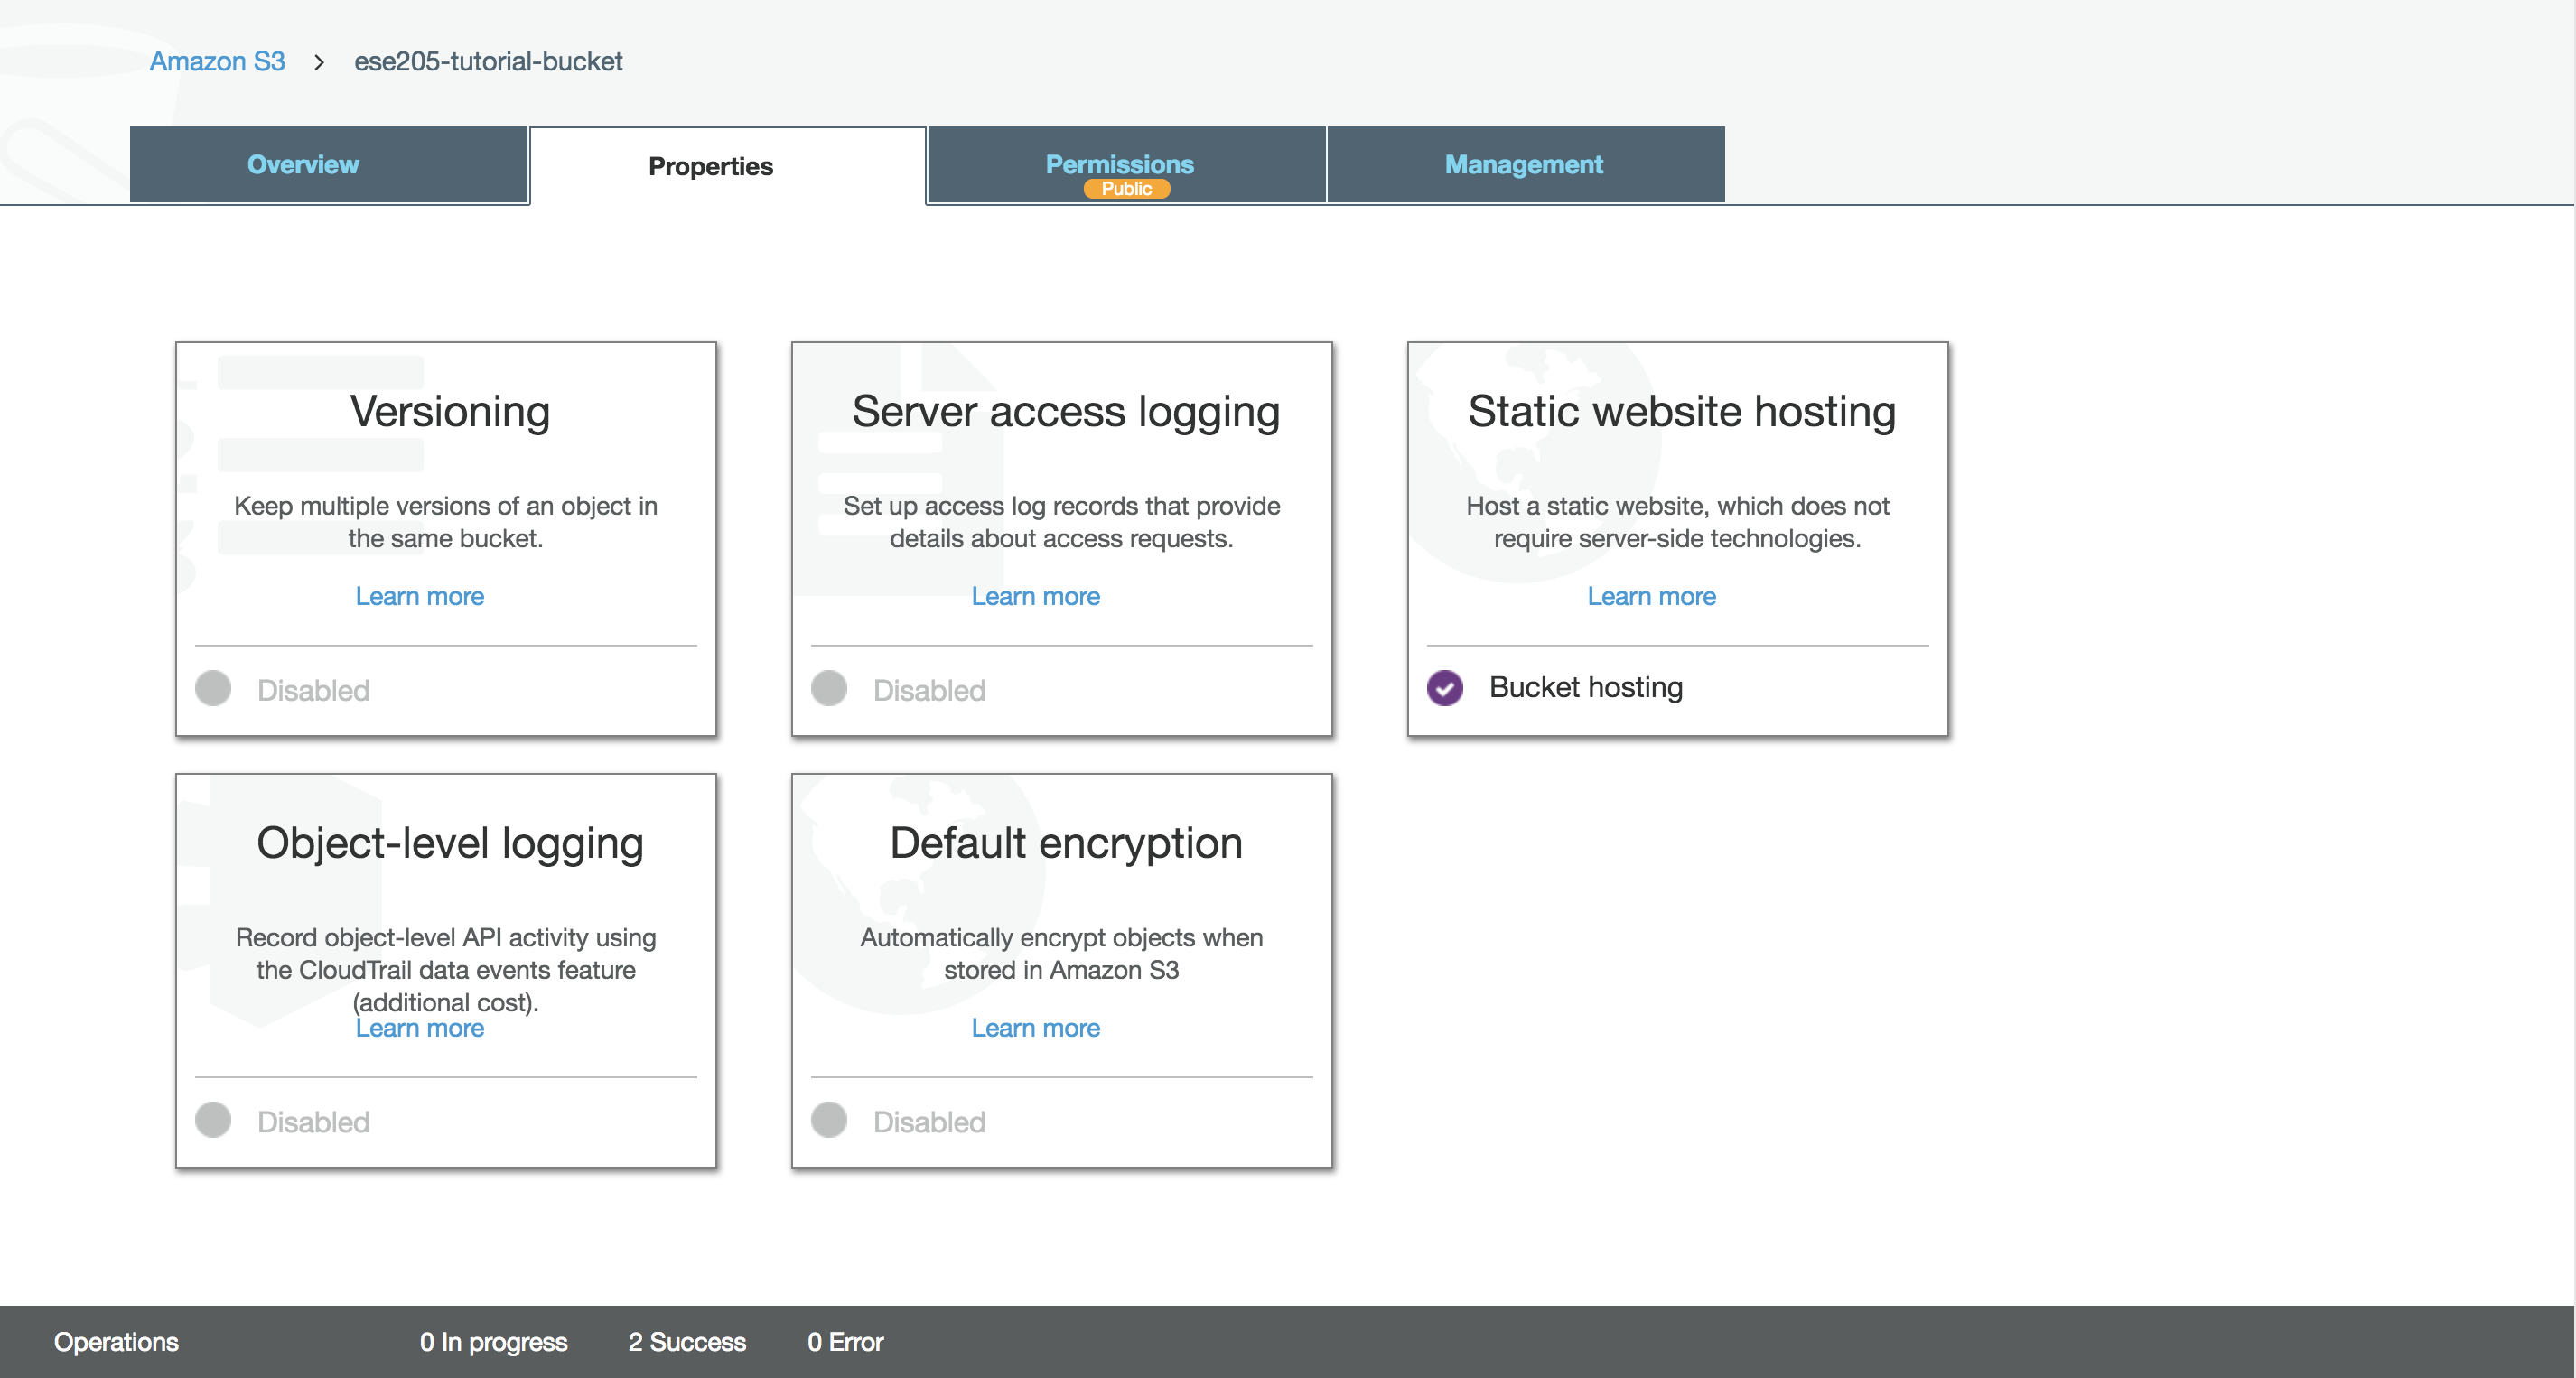 Amazon S3 > ese205-tutorial-bucket
Overview
Properties
Permissions
Public
Management
Versioning
Keep multiple versions of an object in
the same bucket.
Learn more
Disabled
Server access logging
Set up access log records that provide
details about access requests.
Learn more
Disabled
Static website hosting
Host a static website, which does not
require server-side technologies.
Learn more
Bucket hosting
Object-level logging
Record object-level API activity using
the CloudTrail data events feature
(additional cost).
Learn more
Disabled
Default encryption
Automatically encrypt objects when
stored in Amazon S3
Learn more
Disabled
Operations 0 In progress 2 Success 0 Error